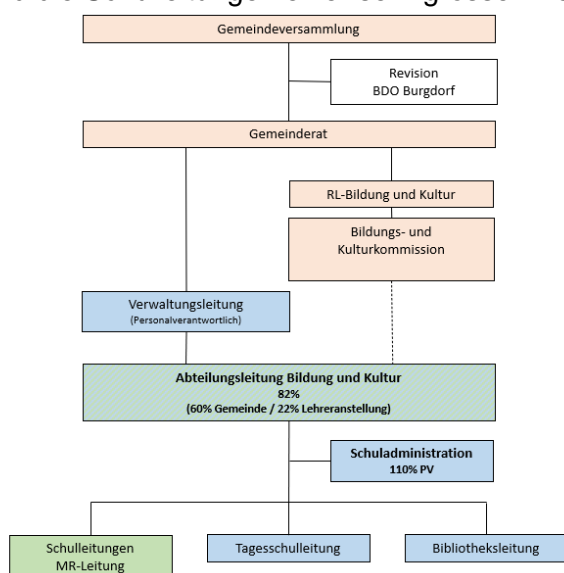 Gemeindeversammlung
Revision
BDO Burgdorf
Gemeinderat
RL-Bildung und Kultur
Bildungs- und
Kulturkommission
Verwaltungsleitung
(Personalverantwortlich)
Abteilungsleitung Bildung und Kultur
82%
(60% Gemeinde / 22% Lehreranstellung)
Schuladministration
110% PV
Schulleitungen
MR-Leitung
Tagesschulleitung
Bibliotheksleitung